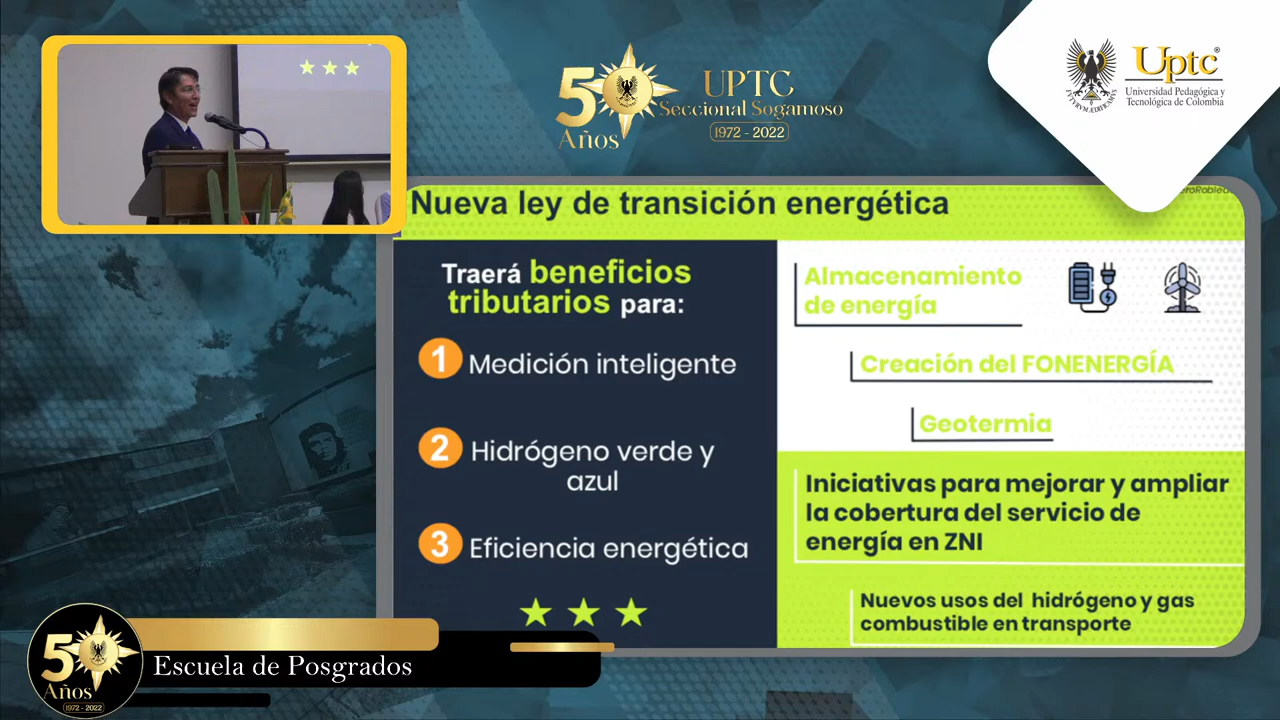 50
Años
UPTC
Seccional Sogamoso
1972 - 2022
Uptc®
Universidad Pedagógica y
Tecnológica de Colombia
Nueva ley de transición energética
Traerá beneficios
tributarios para:
1 Medición inteligente
2 Hidrógeno verde y
azul
3 Eficiencia energética
Almacenamiento
de energía
Creación del FONENERGÍA
Geotermia
Iniciativas para mejorar y ampliar
la cobertura del servicio de
energía en ZNI
Nuevos usos del hidrógeno y gas
combustible en transporte
50
Años
1972 - 2022
Escuela de Posgrados